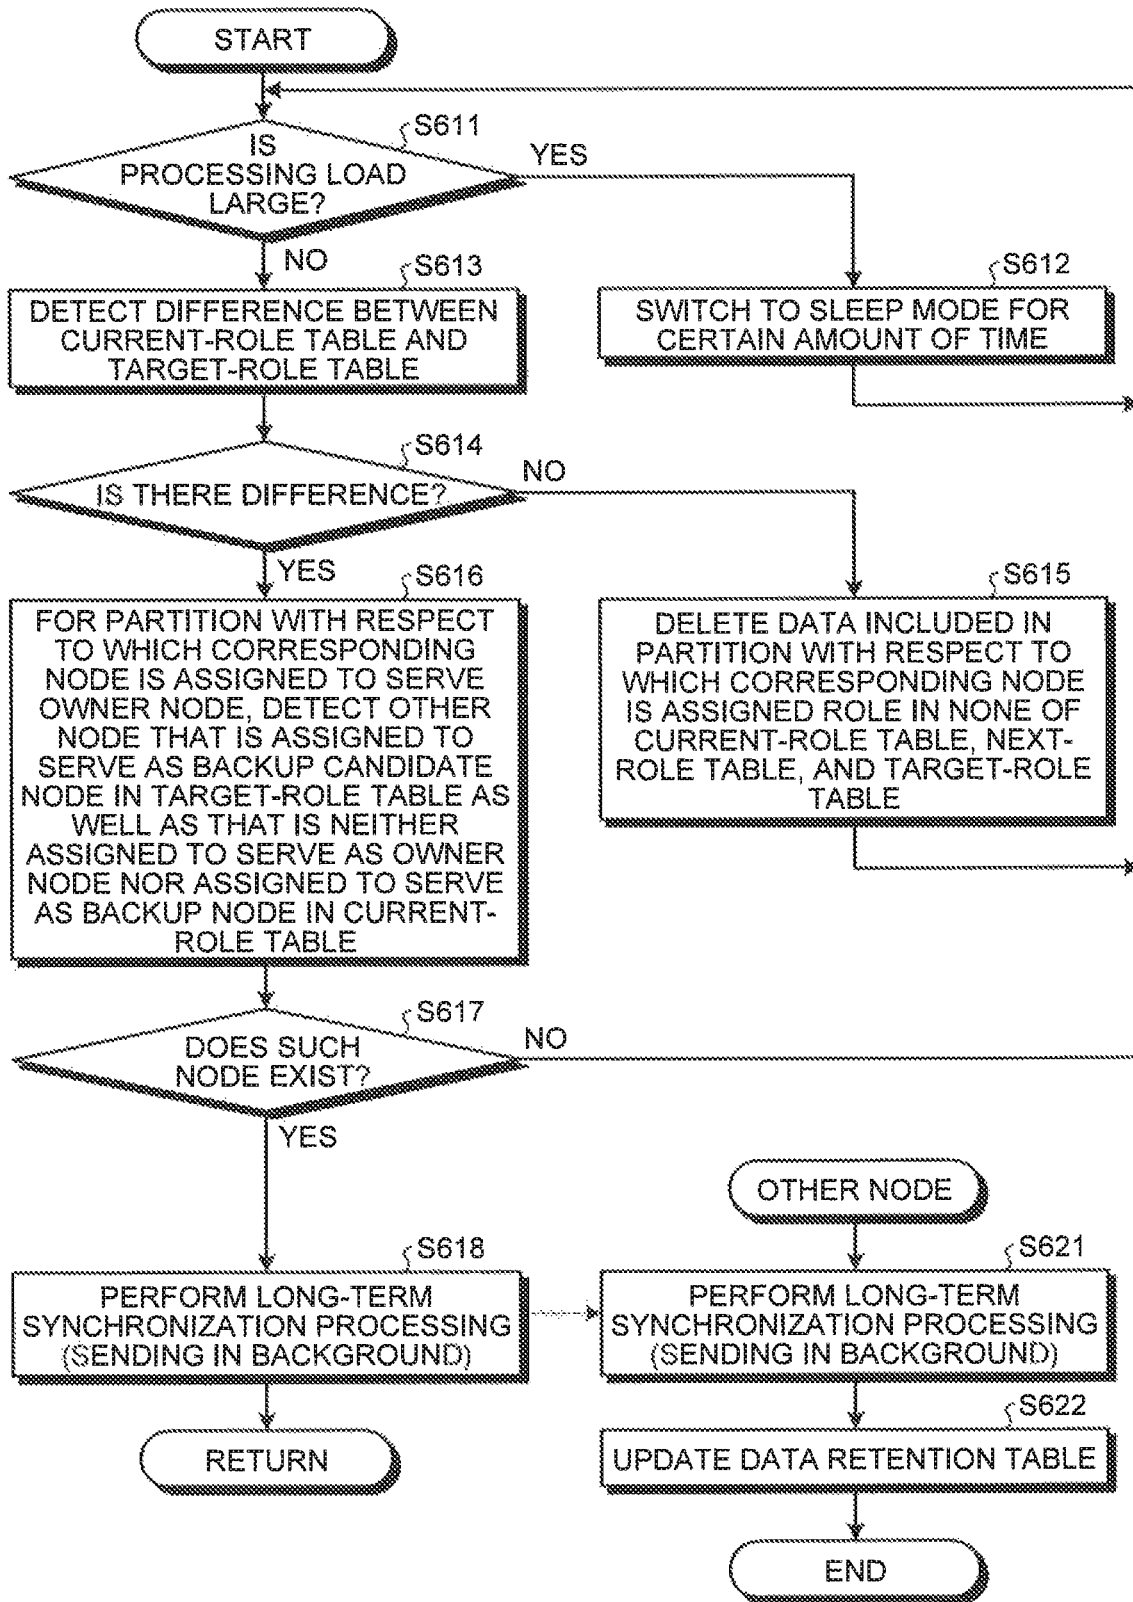 START
S611
IS
PROCESSING LOAD
LARGE?
YES
NO
S613
DETECT DIFFERENCE BETWEEN
CURRENT-ROLE TABLE AND
TARGET-ROLE TABLE
S612
SWITCH TO SLEEP MODE FOR
CERTAIN AMOUNT OF TIME
S614
IS THERE DIFFERENCE?
NO
YES
S616
FOR PARTITION WITH RESPECT
TO WHICH CORRESPONDING
NODE IS ASSIGNED TO SERVE
OWNER NODE, DETECT OTHER
NODE THAT IS ASSIGNED TO
SERVE AS BACKUP CANDIDATE
NODE IN TARGET-ROLE TABLE AS
WELL AS THAT IS NEITHER
ASSIGNED TO SERVE AS OWNER
NODE NOR ASSIGNED TO SERVE
AS BACKUP NODE IN CURRENT-
ROLE TABLE
S615
DELETE DATA INCLUDED IN
PARTITION WITH RESPECT TO
WHICH CORRESPONDING NODE
IS ASSIGNED ROLE IN NONE OF
CURRENT-ROLE TABLE, NEXT-
ROLE TABLE, AND TARGET-ROLE
TABLE
S617
DOES SUCH
NODE EXIST?
NO
YES
S618
PERFORM LONG-TERM
SYNCHRONIZATION PROCESSING
(SENDING IN BACKGROUND)
RETURN
OTHER NODE
S621
PERFORM LONG-TERM
SYNCHRONIZATION PROCESSING
(SENDING IN BACKGROUND)
S622
UPDATE DATA RETENTION TABLE
END